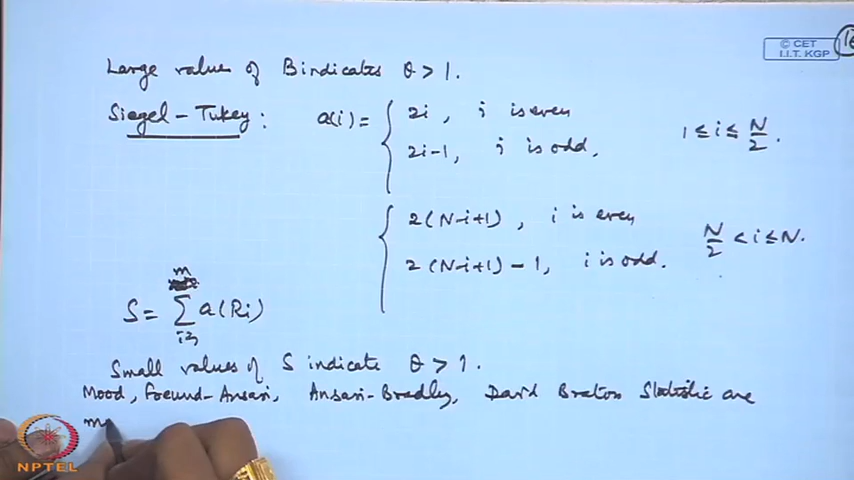 © CET
I.I.T. KGP
Large value of B indicates θ > 1.
Siegel-Tukey: a(i) = { 2i, i is even
2i-1, i is odd, 1 ≤ i ≤ N/2.
{ 2(N-i+1), i is even
2(N-i+1)-1, i is odd. N/2 < i ≤ N.
S = Σ a(Ri)
m
Small values of S indicate θ > 1.
Mood, Freund-Ansari, Ansari-Bradley, David Barton Statistic are
m
NPTEL